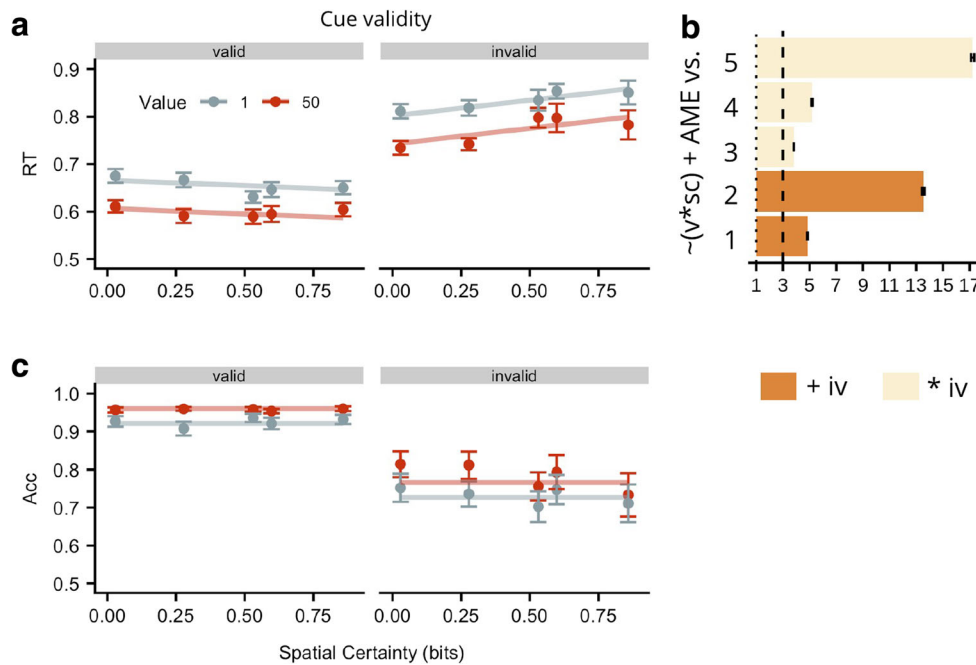 a
Cue validity
valid
invalid
RT
0.9
0.8
0.7
0.6
0.5
Value 1 50
0.00 0.25 0.50 0.75
0.00 0.25 0.50 0.75
b
~(v*sc) + AME vs.
5
4
3
2
1
1 3 5 7 9 11 13 15 17
+ iv
* iv
c
valid
invalid
Acc
1.0
0.9
0.8
0.7
0.6
0.5
0.00 0.25 0.50 0.75
0.00 0.25 0.50 0.75
Spatial Certainty (bits)